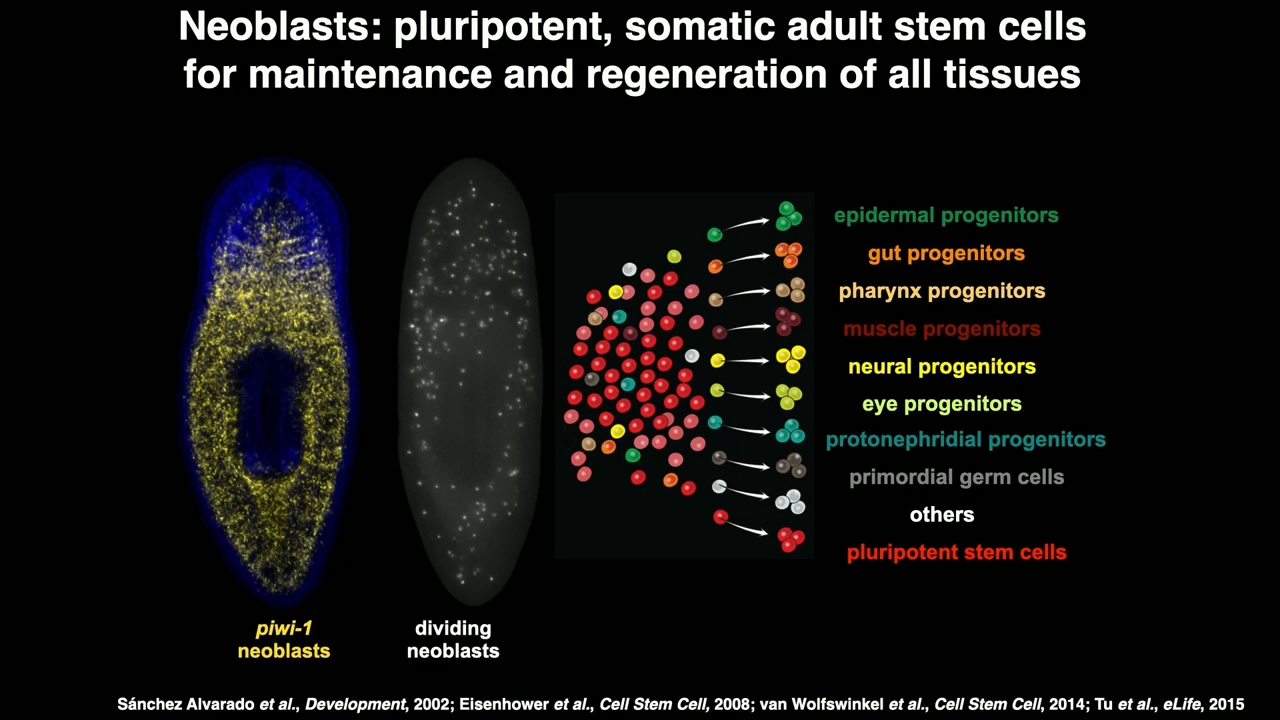 Neoblasts: pluripotent, somatic adult stem cells
for maintenance and regeneration of all tissues
epidermal progenitors
gut progenitors
pharynx progenitors
muscle progenitors
neural progenitors
eye progenitors
protonephridial progenitors
primordial germ cells
others
pluripotent stem cells
piwi-1
neoblasts
dividing
neoblasts
Sánchez Alvarado et al., Development, 2002; Eisenhower et al., Cell Stem Cell, 2008; van Wolfswinkel et al., Cell Stem Cell, 2014; Tu et al., eLife, 2015